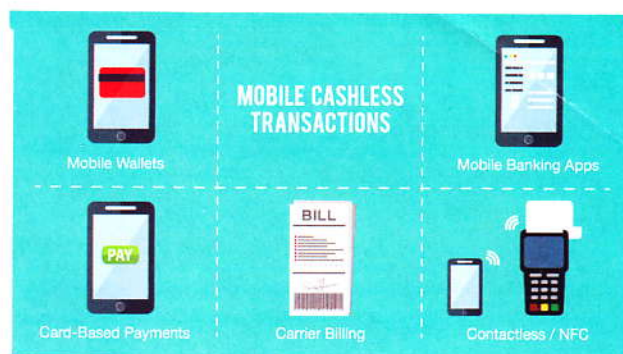 MOBILE CASHLESS
TRANSACTIONS
Mobile Wallets
Mobile Banking Apps
PAY
BILL
Card-Based Payments
Carrier Billing
Contactless / NFC